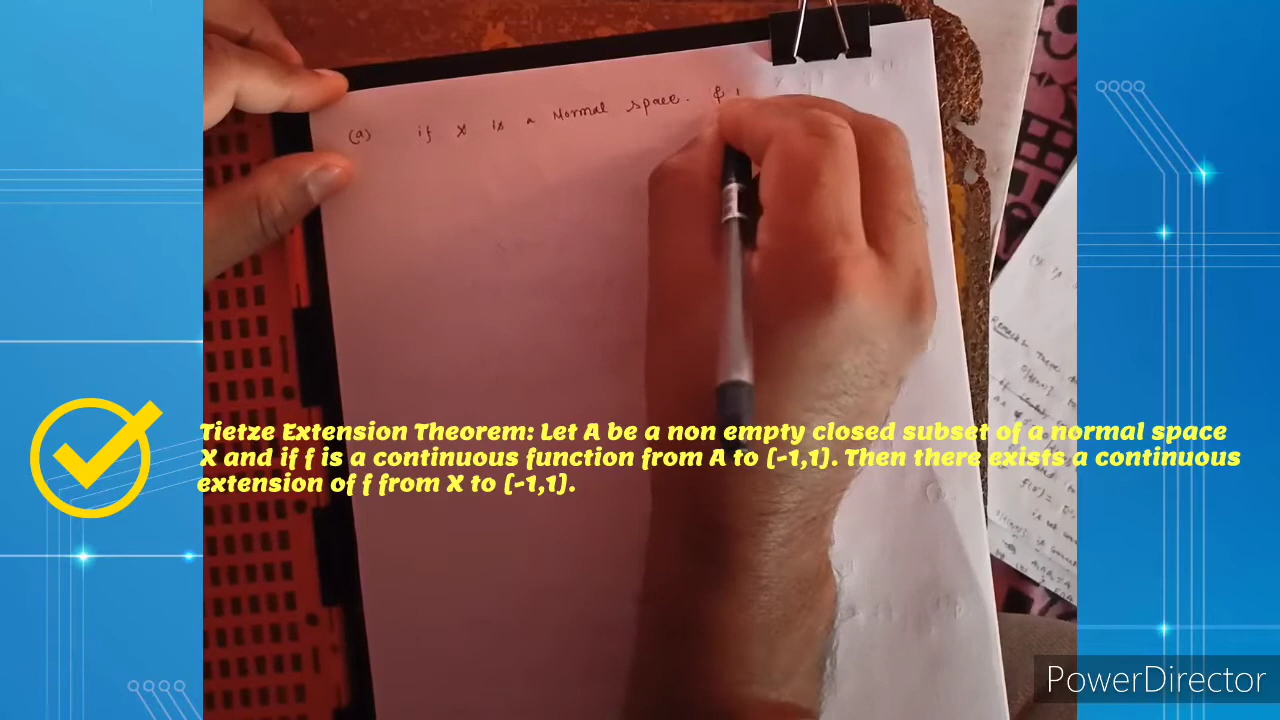 (a) if X is a Normal space. &
Tietze Extension Theorem: Let A be a non empty closed subset of a normal space
X and if f is a continuous function from A to (-1,1). Then there exists a continuous
extension of f from X to (-1,1).
Remark
PowerDirector